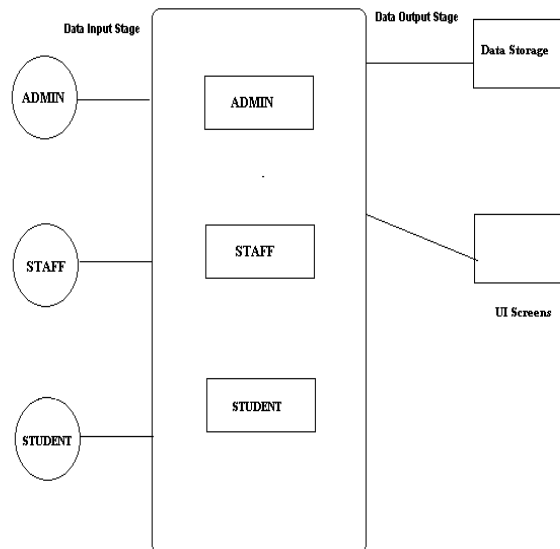 Data Input Stage
Data Output Stage
Data Storage
ADMIN
ADMIN
STAFF
STAFF
UI Screens
STUDENT
STUDENT